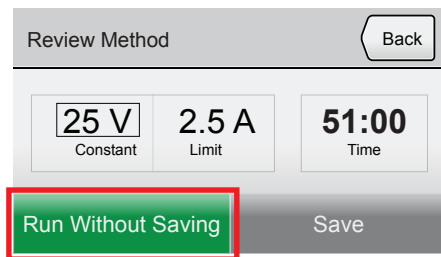 Review Method
Back
25 V 2.5 A 51:00
Constant Limit Time
Run Without Saving Save